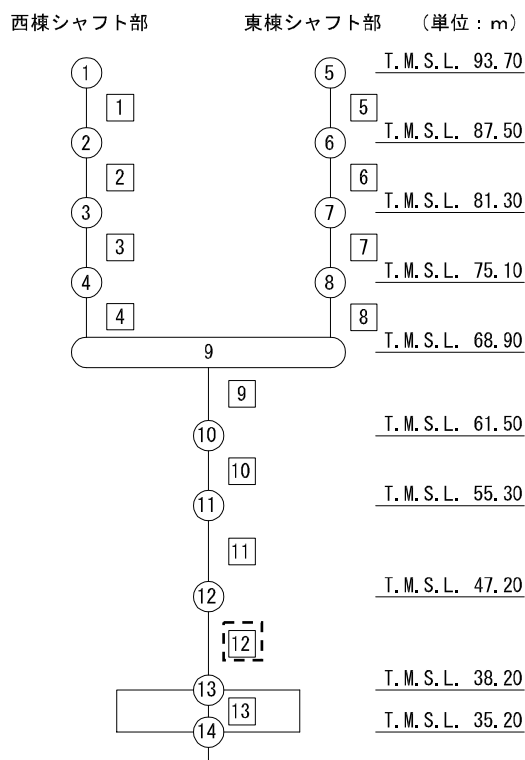 西棟シャフト部 東棟シャフト部 (単位:m)
1 5 T.M.S.L. 93.70
1 5
2 6 T.M.S.L. 87.50
2 6
3 7 T.M.S.L. 81.30
3 7
4 8 T.M.S.L. 75.10
4 8
9 T.M.S.L. 68.90
9
10 T.M.S.L. 61.50
10
11 T.M.S.L. 55.30
11
12 T.M.S.L. 47.20
12
13 T.M.S.L. 38.20
13
14 T.M.S.L. 35.20